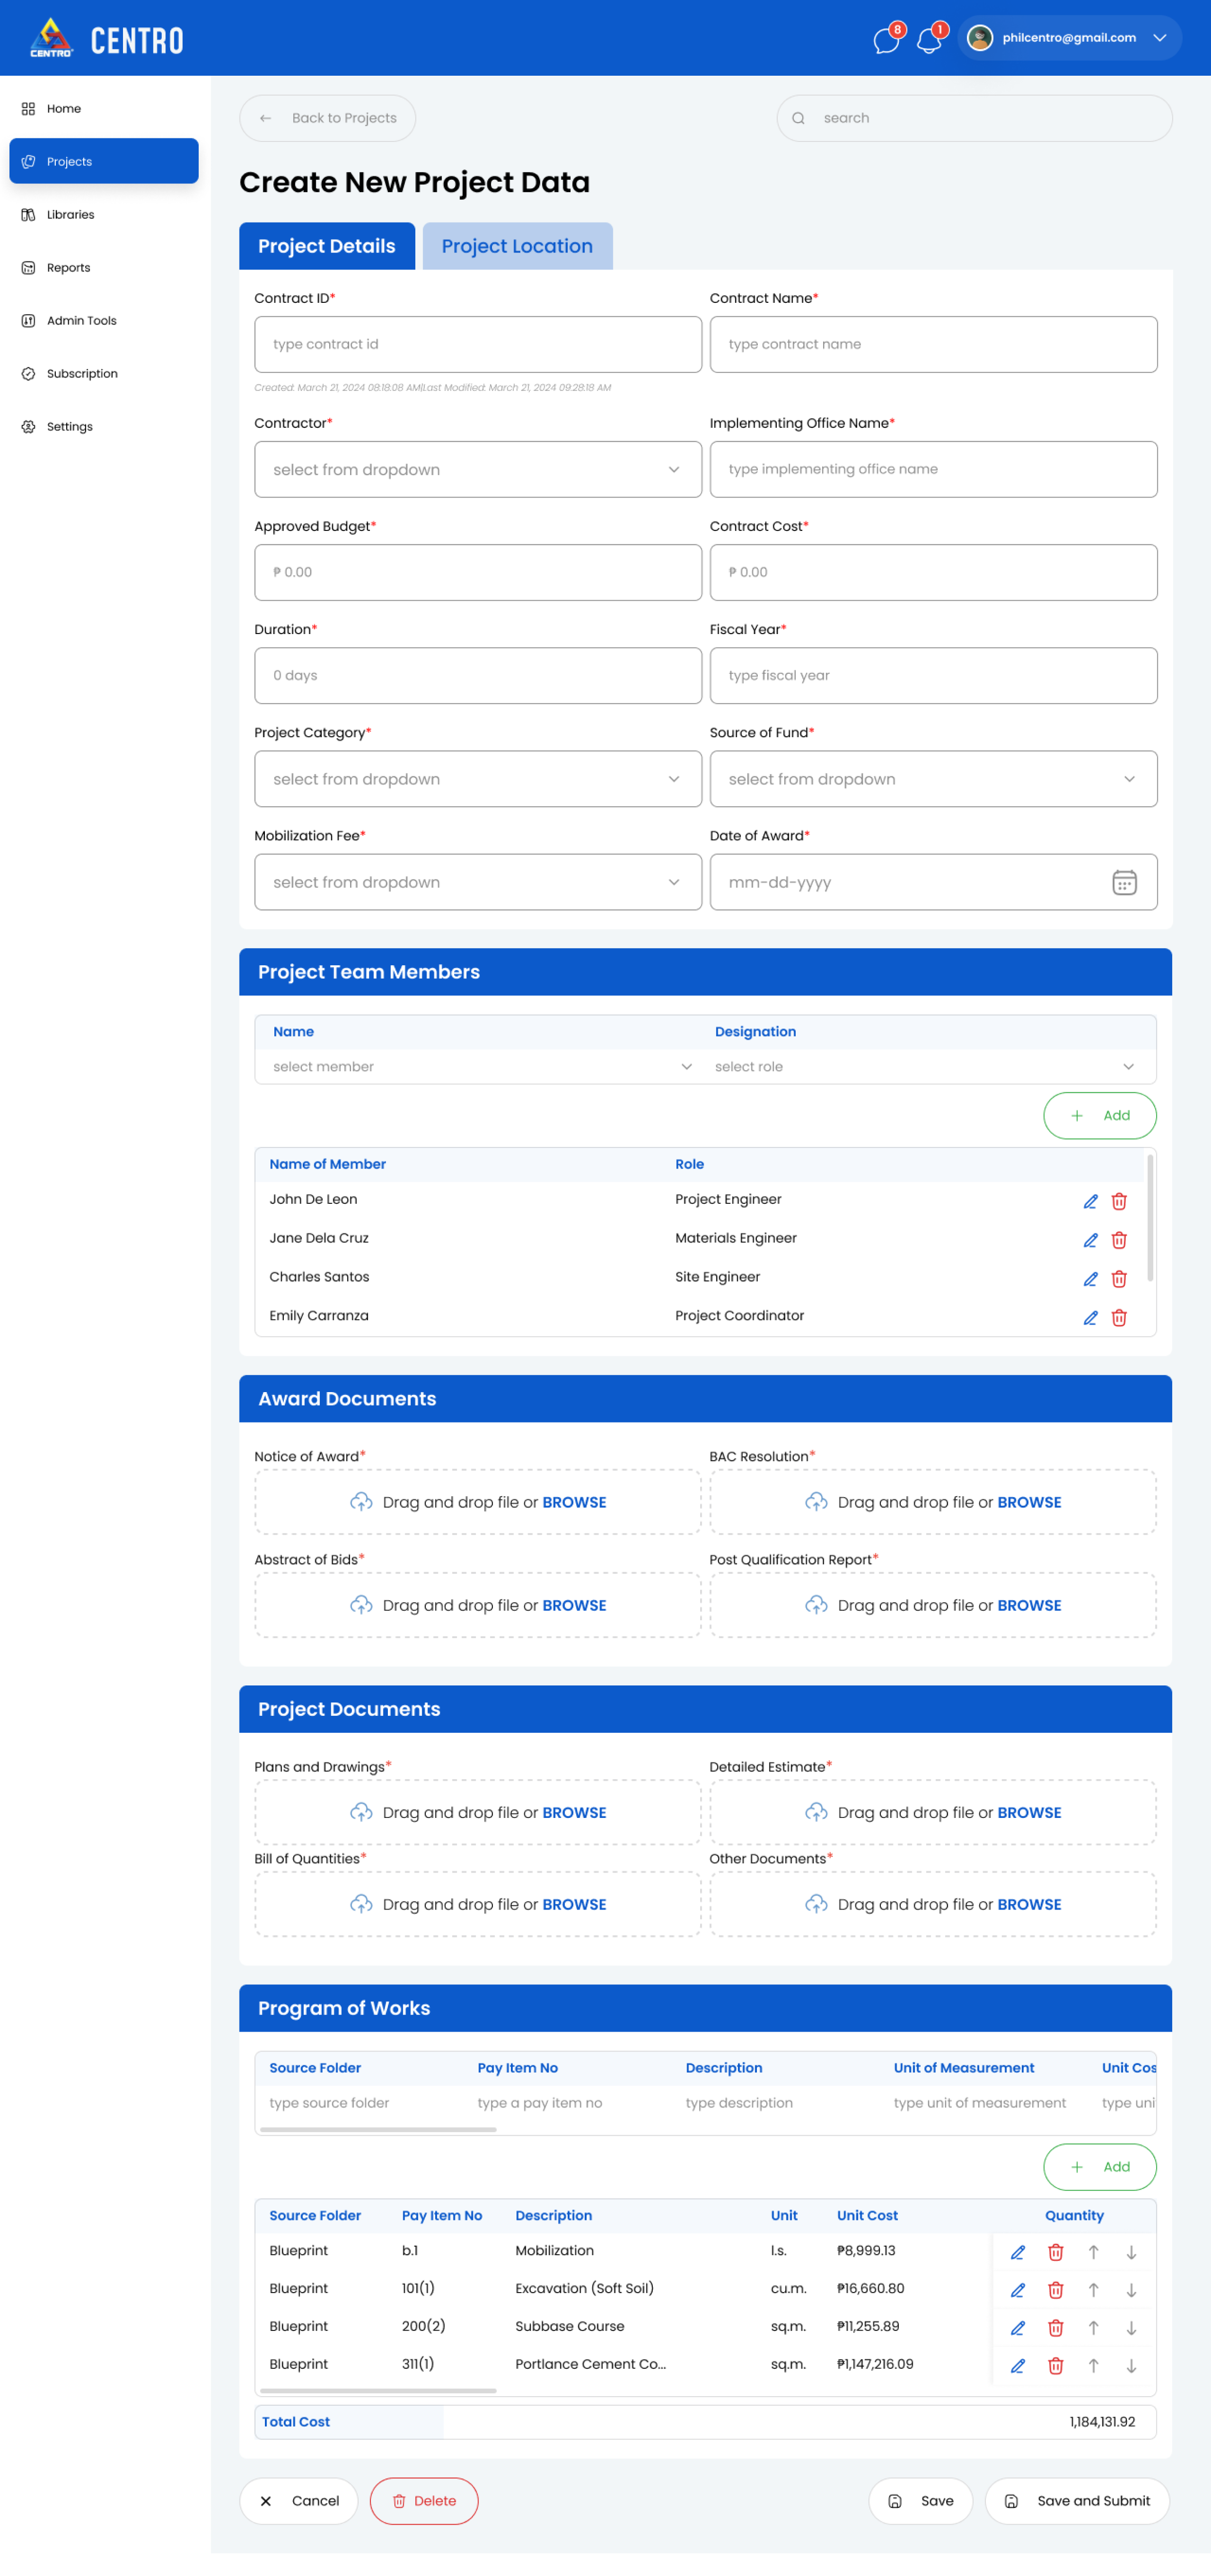 CENTRO
CENTRO
8
1
philcentro@gmail.com
Home
Projects
Libraries
Reports
Admin Tools
Subscription
Settings
Back to Projects
search
Create New Project Data
Project Details
Project Location
Contract ID*
Contract Name*
type contract id
type contract name
Created: March 21, 2024 08:18:08 AM|Last Modified: March 21, 2024 09:28:18 AM
Contractor*
Implementing Office Name*
select from dropdown
type implementing office name
Approved Budget*
Contract Cost*
₱ 0.00
₱ 0.00
Duration*
Fiscal Year*
0 days
type fiscal year
Project Category*
Source of Fund*
select from dropdown
select from dropdown
Mobilization Fee*
Date of Award*
select from dropdown
mm-dd-yyyy
Project Team Members
Name Designation
select member select role
Add
Name of Member Role
John De Leon Project Engineer
Jane Dela Cruz Materials Engineer
Charles Santos Site Engineer
Emily Carranza Project Coordinator
Award Documents
Notice of Award*
BAC Resolution*
Drag and drop file or BROWSE
Drag and drop file or BROWSE
Abstract of Bids*
Post Qualification Report*
Drag and drop file or BROWSE
Drag and drop file or BROWSE
Project Documents
Plans and Drawings*
Detailed Estimate*
Drag and drop file or BROWSE
Drag and drop file or BROWSE
Bill of Quantities*
Other Documents*
Drag and drop file or BROWSE
Drag and drop file or BROWSE
Program of Works
Source Folder Pay Item No Description Unit of Measurement Unit Cos
type source folder type a pay item no type description type unit of measurement type uni
Add
Source Folder Pay Item No Description Unit Unit Cost Quantity
Blueprint b.1 Mobilization l.s. ₱8,999.13
Blueprint 101(1) Excavation (Soft Soil) cu.m. ₱16,660.80
Blueprint 200(2) Subbase Course sq.m. ₱11,255.89
Blueprint 311(1) Portlance Cement Co... sq.m. ₱1,147,216.09
Total Cost 1,184,131.92
Cancel
Delete
Save
Save and Submit